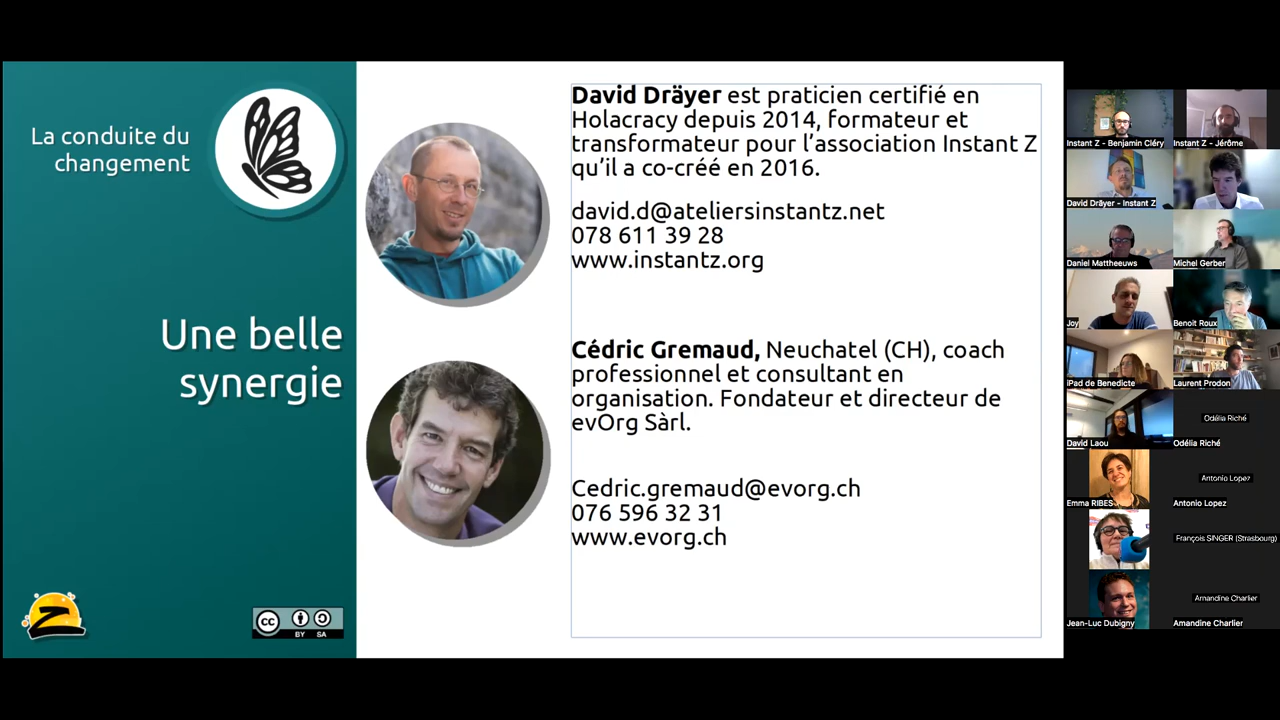 La conduite du
changement
Une belle
synergie
Z
cc
BY SA
David Dräyer est praticien certifié en
Holacracy depuis 2014, formateur et
transformateur pour l’association Instant Z
qu’il a co-créé en 2016.
david.d@ateliersinstantz.net
078 611 39 28
www.instantz.org
Cédric Gremaud, Neuchatel (CH), coach
professionnel et consultant en
organisation. Fondateur et directeur de
evOrg Sàrl.
Cedric.gremaud@evorg.ch
076 596 32 31
www.evorg.ch
Instant Z - Benjamin Cléry
Instant Z - Jérôme
David Dräyer - Instant Z
Daniel Mattheeuws
Michel Gerber
Joy
Benoit Roux
iPad de Benedicte
Laurent Prodon
David Laou
Odélia Riché
Odélia Riché
Emma RIBES
Antonio Lopez
Antonio Lopez
François SINGER (Strasbourg)
Jean-Luc Dubigny
Amandine Charlier
Amandine Charlier